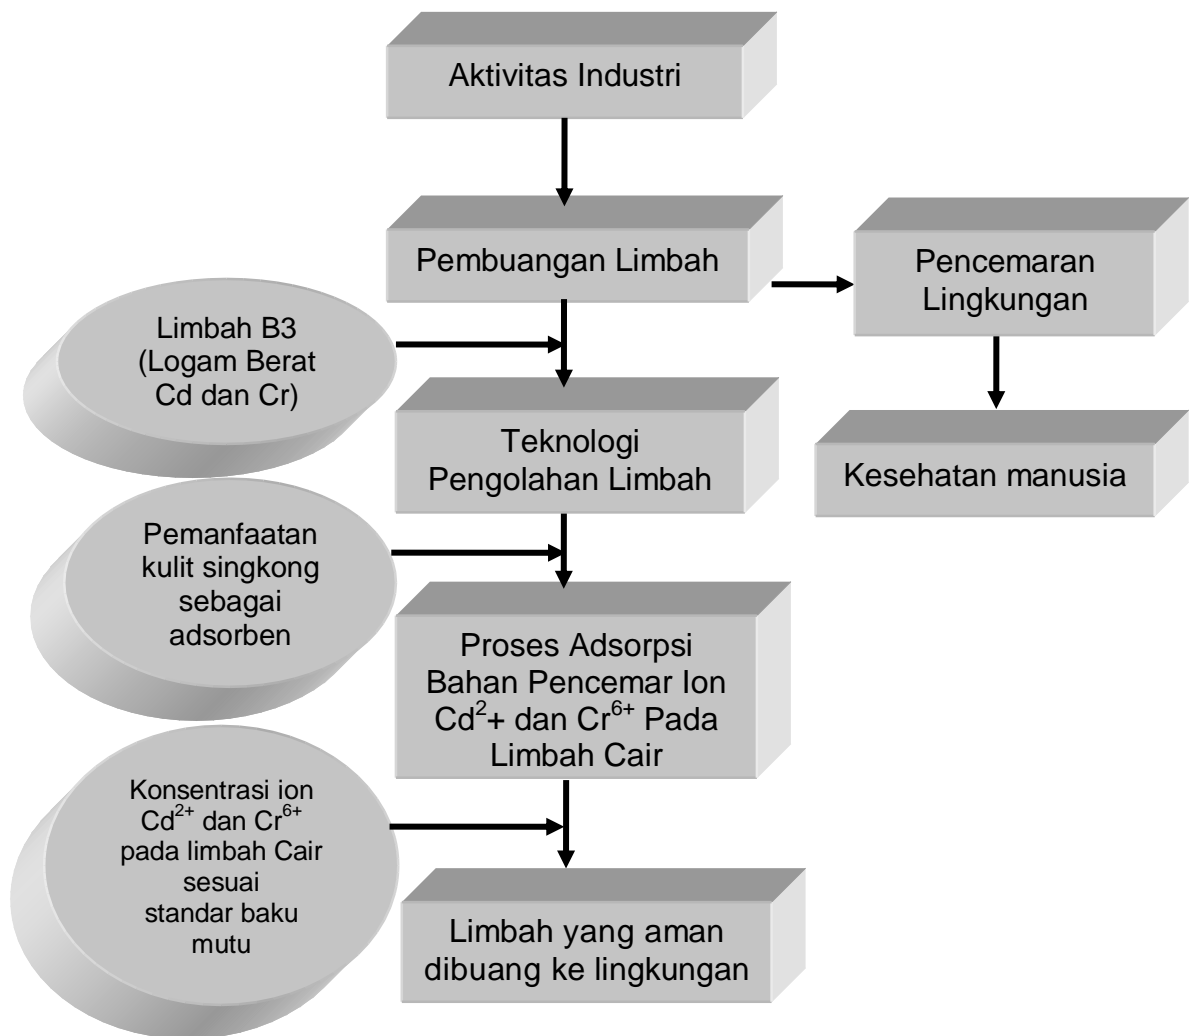 Aktivitas Industri
Pembuangan Limbah
Pencemaran
Lingkungan
Limbah B3
(Logam Berat
Cd dan Cr)
Teknologi
Pengolahan Limbah
Kesehatan manusia
Pemanfaatan
kulit singkong
sebagai
adsorben
Proses Adsorpsi
Bahan Pencemar Ion
Cd²+ dan Cr⁶⁺ Pada
Limbah Cair
Konsentrasi ion
Cd²⁺ dan Cr⁶⁺
pada limbah Cair
sesuai
standar baku
mutu
Limbah yang aman
dibuang ke lingkungan